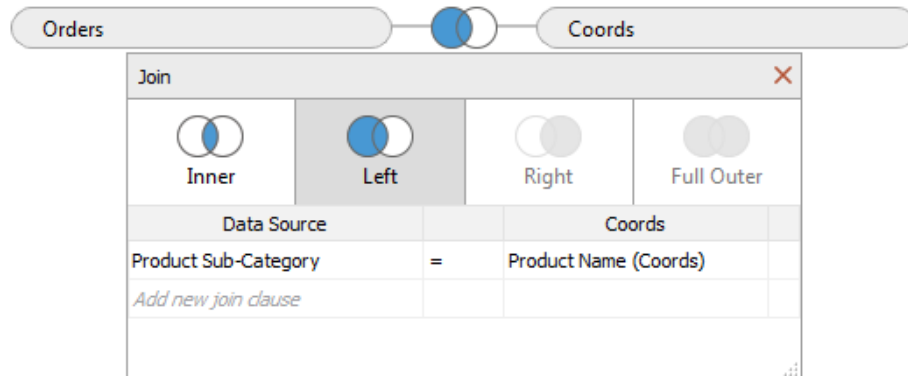 Orders Coords
Join
Inner Left Right Full Outer
Data Source Coords
Product Sub-Category = Product Name (Coords)
Add new join clause